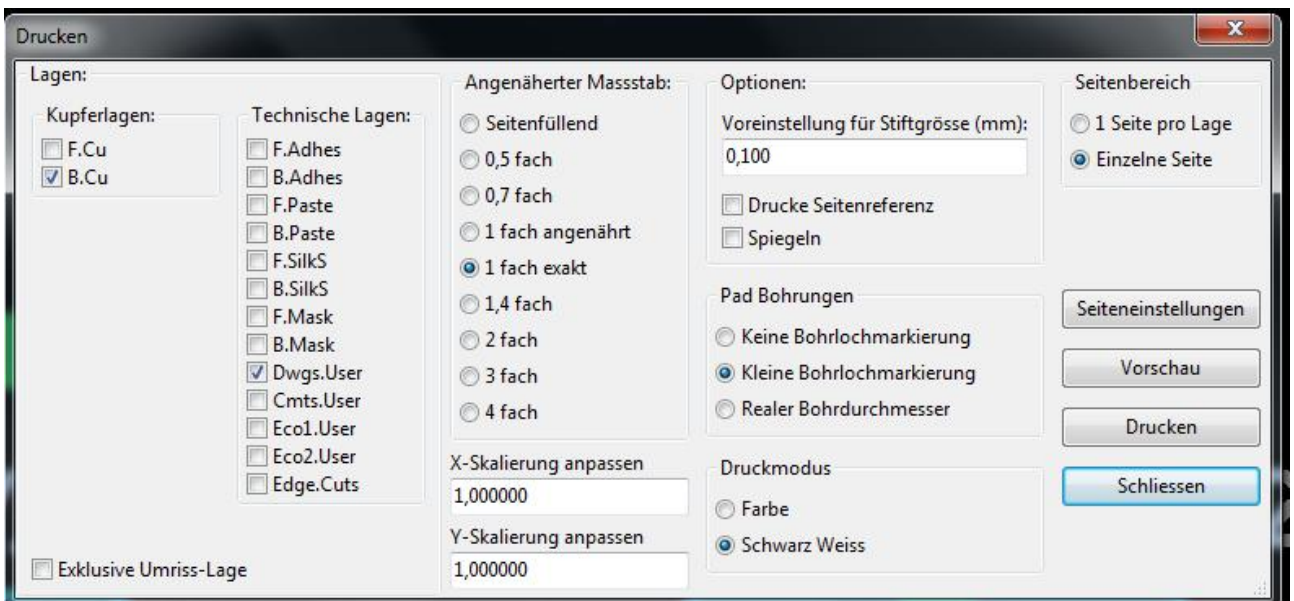 Drucken
Lagen:
Kupferlagen:
F.Cu
B.Cu
Technische Lagen:
F.Adhes
B.Adhes
F.Paste
B.Paste
F.SilkS
B.SilkS
F.Mask
B.Mask
Dwgs.User
Cmts.User
Eco1.User
Eco2.User
Edge.Cuts
Exklusive Umriss-Lage
Angenäherter Massstab:
Seitenfüllend
0,5 fach
0,7 fach
1 fach angenährt
1 fach exakt
1,4 fach
2 fach
3 fach
4 fach
X-Skalierung anpassen
1,000000
Y-Skalierung anpassen
1,000000
Optionen:
Voreinstellung für Stiftgrösse (mm):
0,100
Drucke Seitenreferenz
Spiegeln
Pad Bohrungen
Keine Bohrlochmarkierung
Kleine Bohrlochmarkierung
Realer Bohrdurchmesser
Druckmodus
Farbe
Schwarz Weiss
Seitenbereich
1 Seite pro Lage
Einzelne Seite
Seiteneinstellungen
Vorschau
Drucken
Schliessen